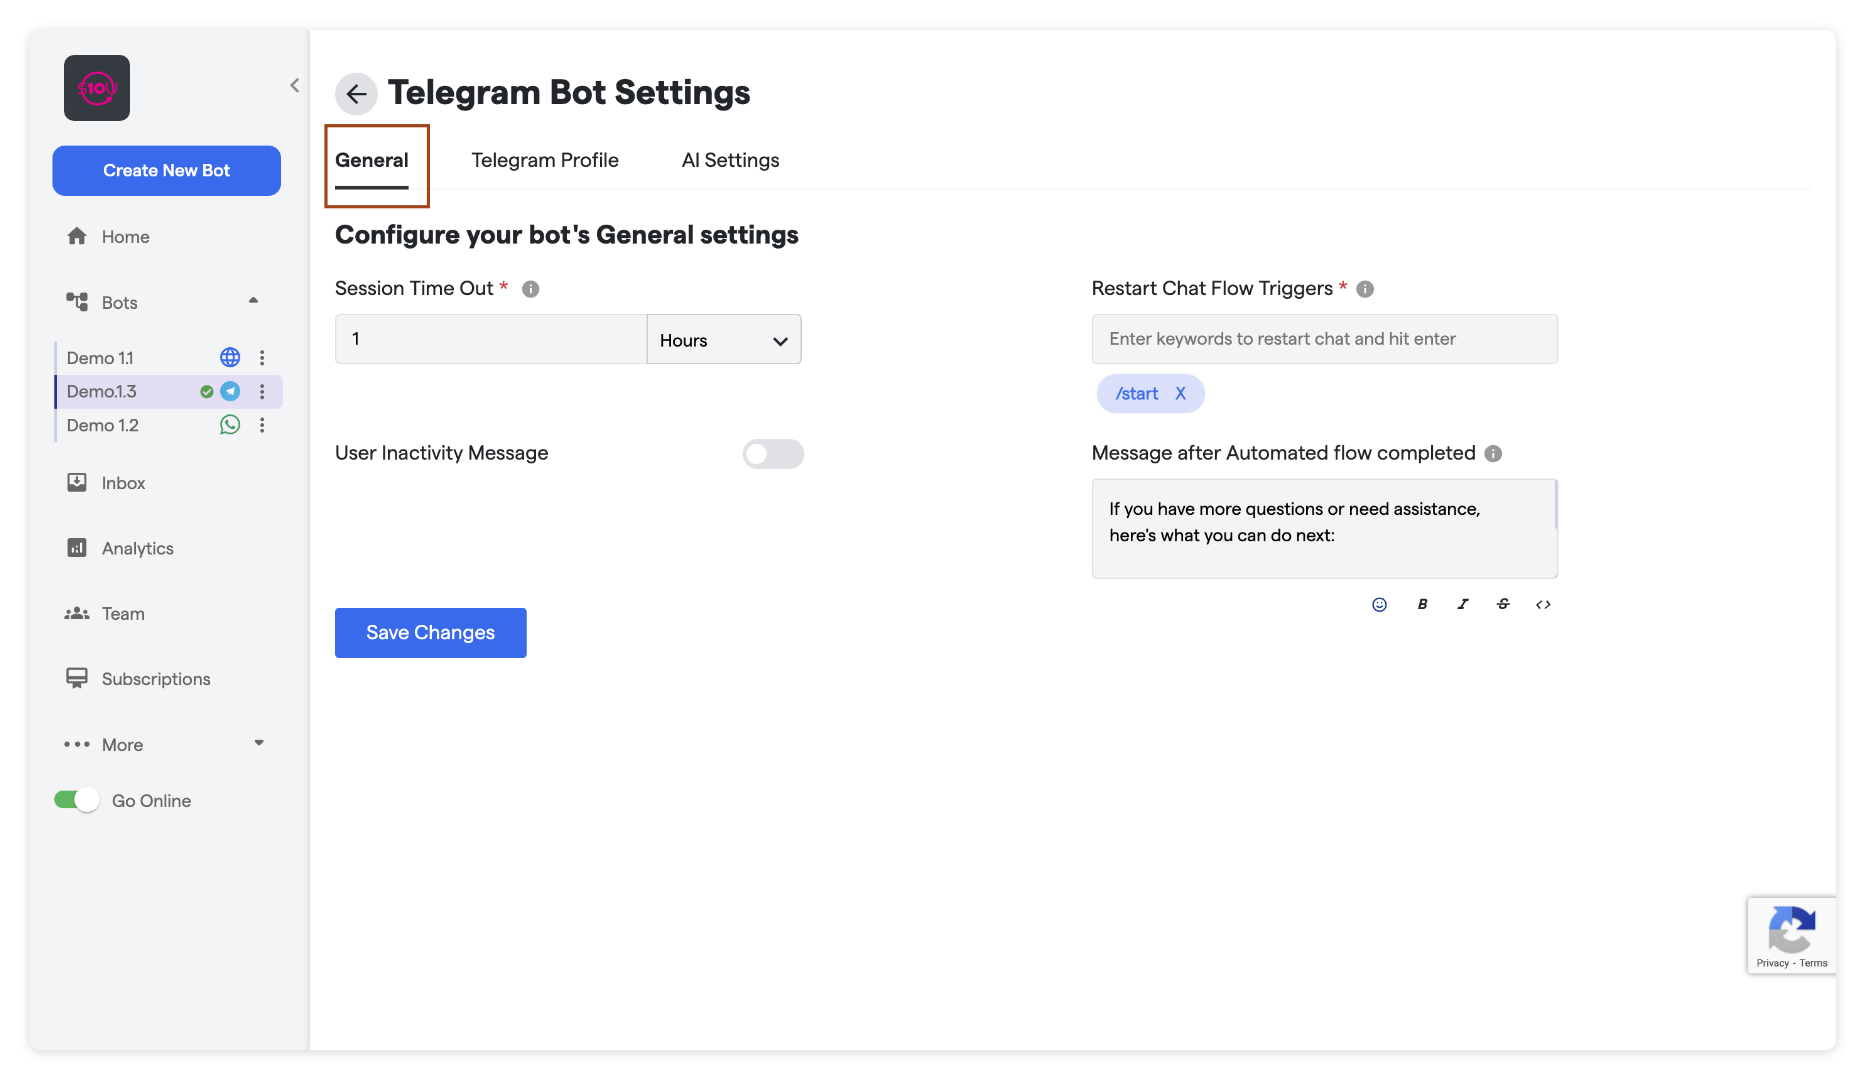 $10U
Create New Bot
Home
Bots
Demo 1.1
Demo.1.3
Demo 1.2
Inbox
Analytics
Team
Subscriptions
More
Go Online
Telegram Bot Settings
General
Telegram Profile
AI Settings
Configure your bot's General settings
Session Time Out *
1
Hours
User Inactivity Message
Save Changes
Restart Chat Flow Triggers *
Enter keywords to restart chat and hit enter
/start X
Message after Automated flow completed
If you have more questions or need assistance,
here's what you can do next:
B I S <>
Privacy - Terms